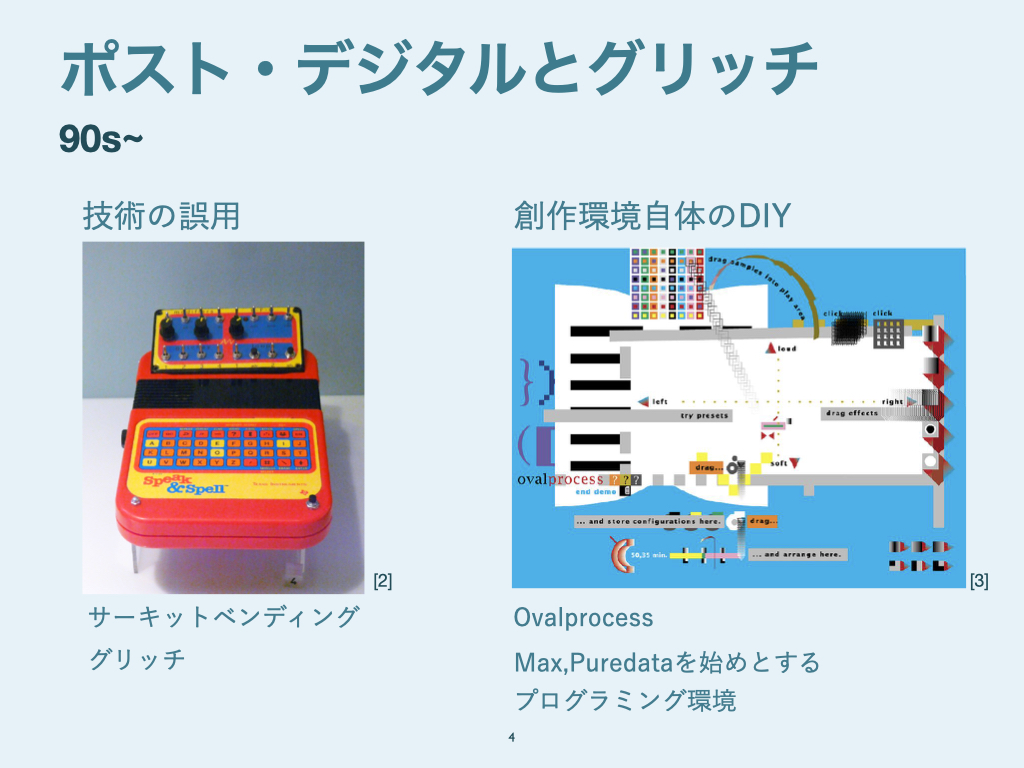 ポスト・デジタルとグリッチ
90s~
技術の誤用
創作環境自体のDIY
drag samples into play area
click
click
loud
left
right
try presets
drag effects
soft
drag...
ovalprocess ? ? ?
end demo
... and store configurations here.
drag...
50,35 min.
... and arrange here.
Speak
&Spell™
4
[2]
[3]
サーキットベンディング
グリッチ
Ovalprocess
Max,Puredataを始めとする
プログラミング環境
4